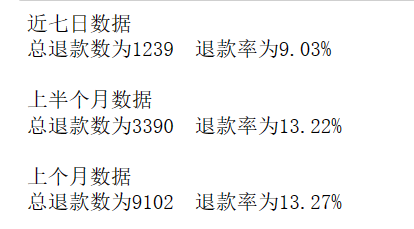 近七日数据
总退款数为1239  退款率为9.03%
上半个月数据
总退款数为3390  退款率为13.22%
上个月数据
总退款数为9102  退款率为13.27%